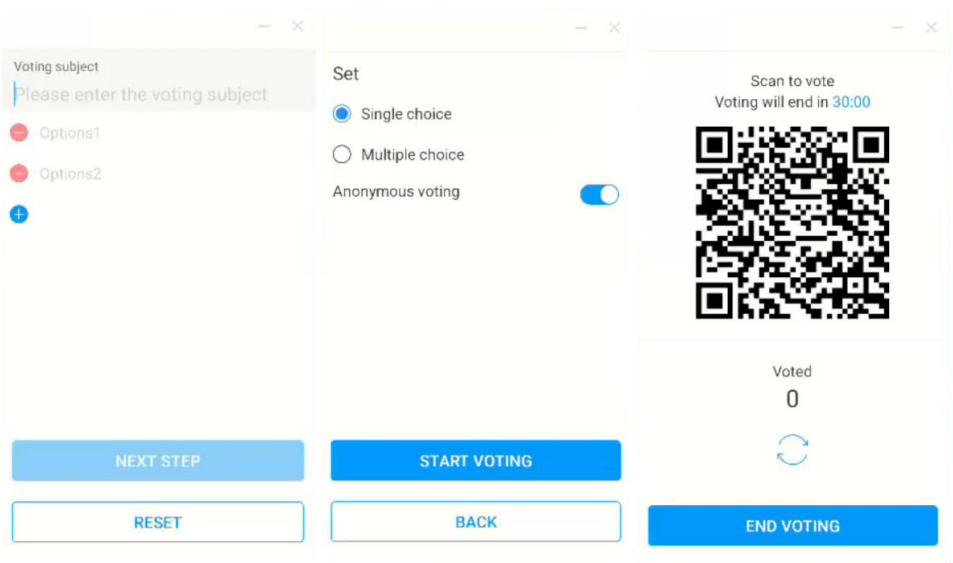 Voting subject
Please enter the voting subject
Options1
Options2
NEXT STEP
RESET
Set
Single choice
Multiple choice
Anonymous voting
START VOTING
BACK
Scan to vote
Voting will end in 30:00
Voted
0
END VOTING